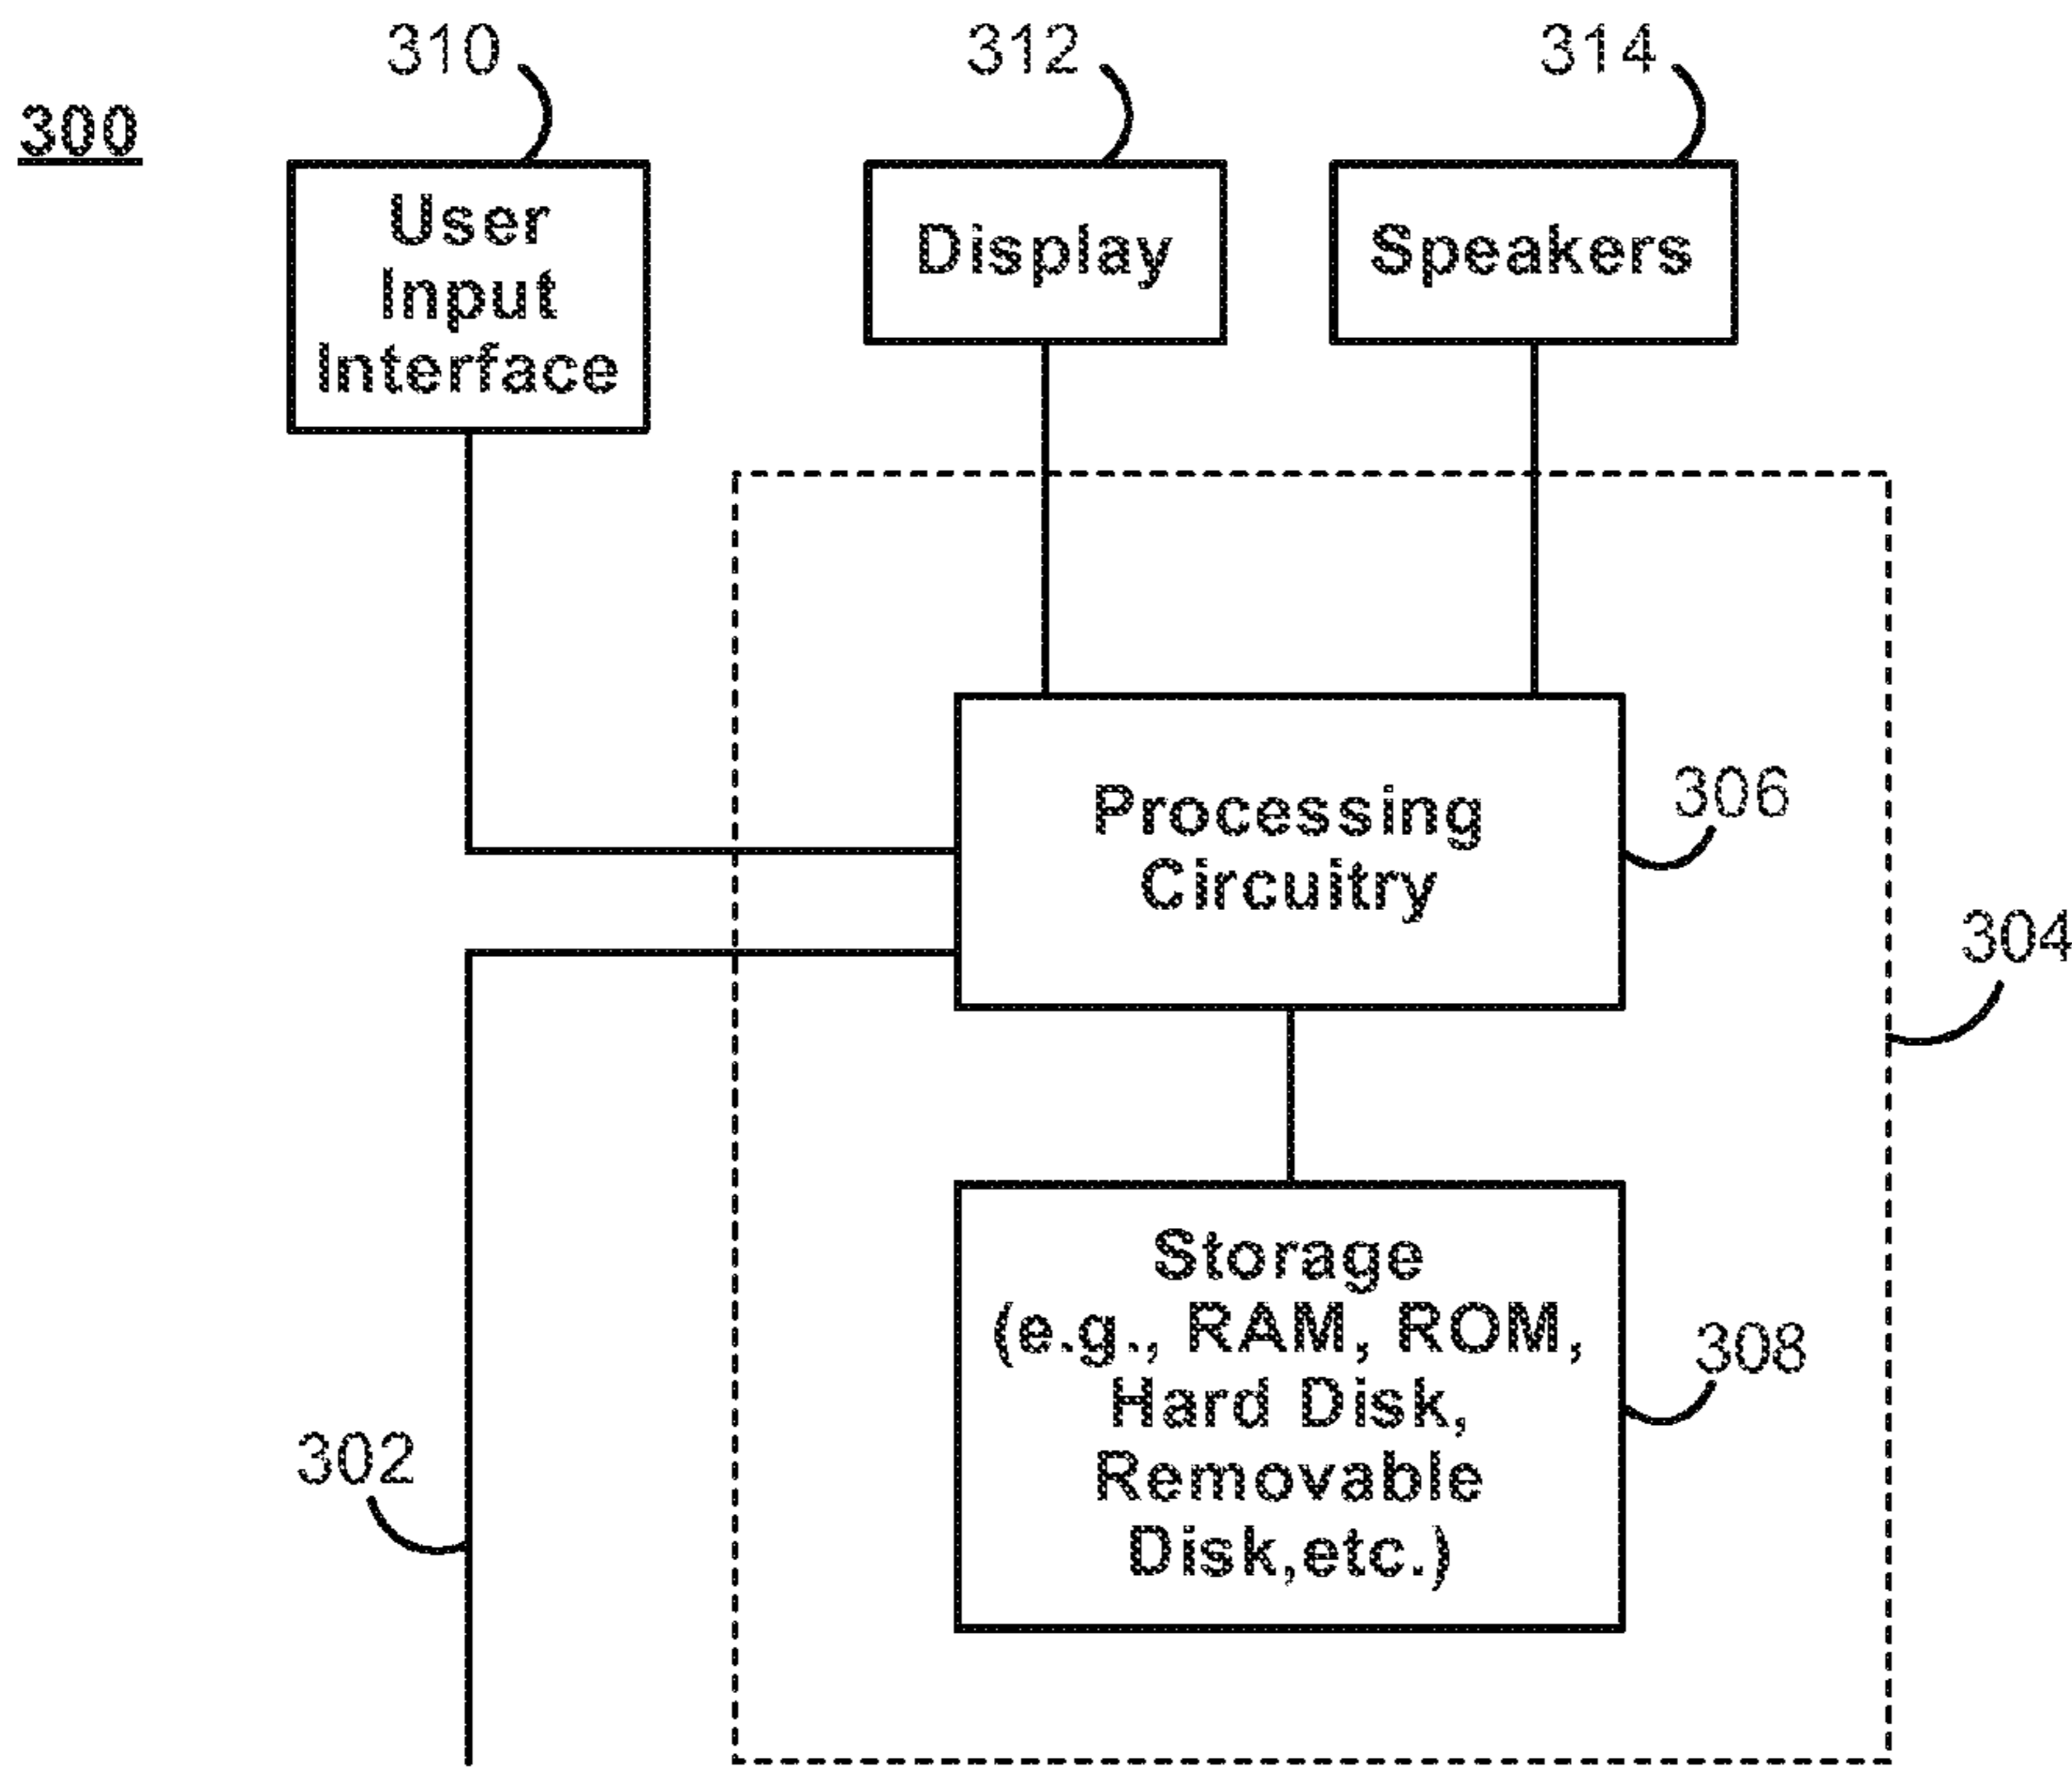 310
312
314
300
User
Input
Interface
Display
Speakers
Processing
Circuitry
306
304
Storage
(e.g., RAM, ROM,
Hard Disk,
Removable
Disk,etc.)
308
302